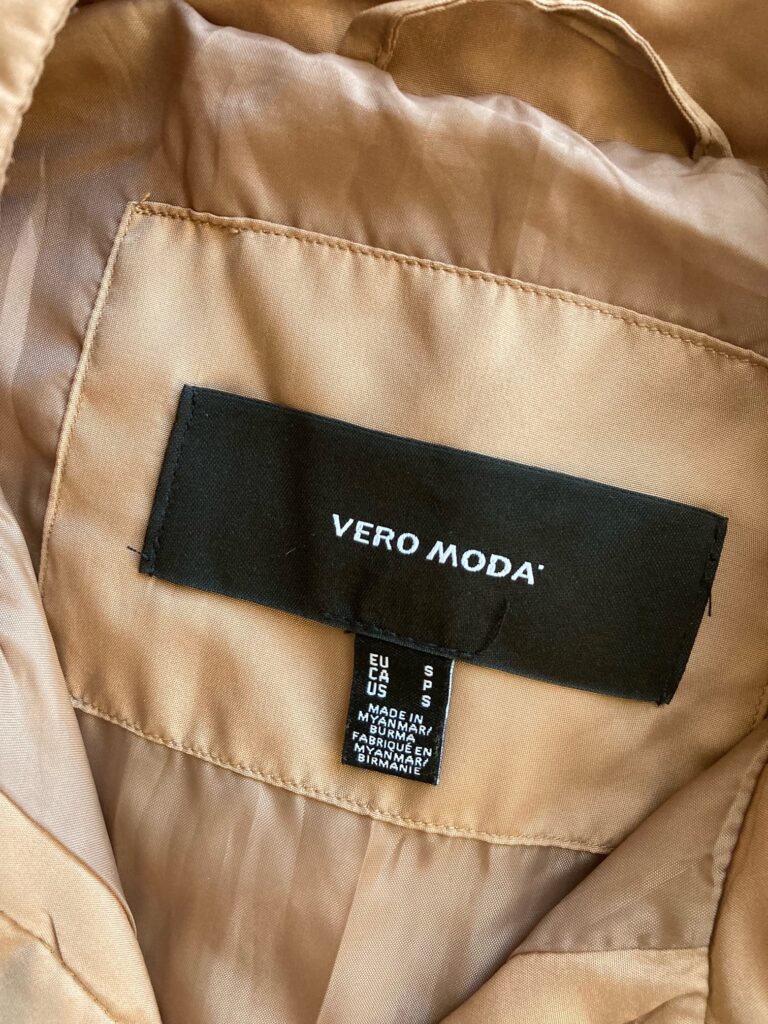 VERO MODA
EU S
CA P
US S
MADE IN
MYANMAR/
BURMA
FABRIQUÉ EN
MYANMAR/
BIRMANIE